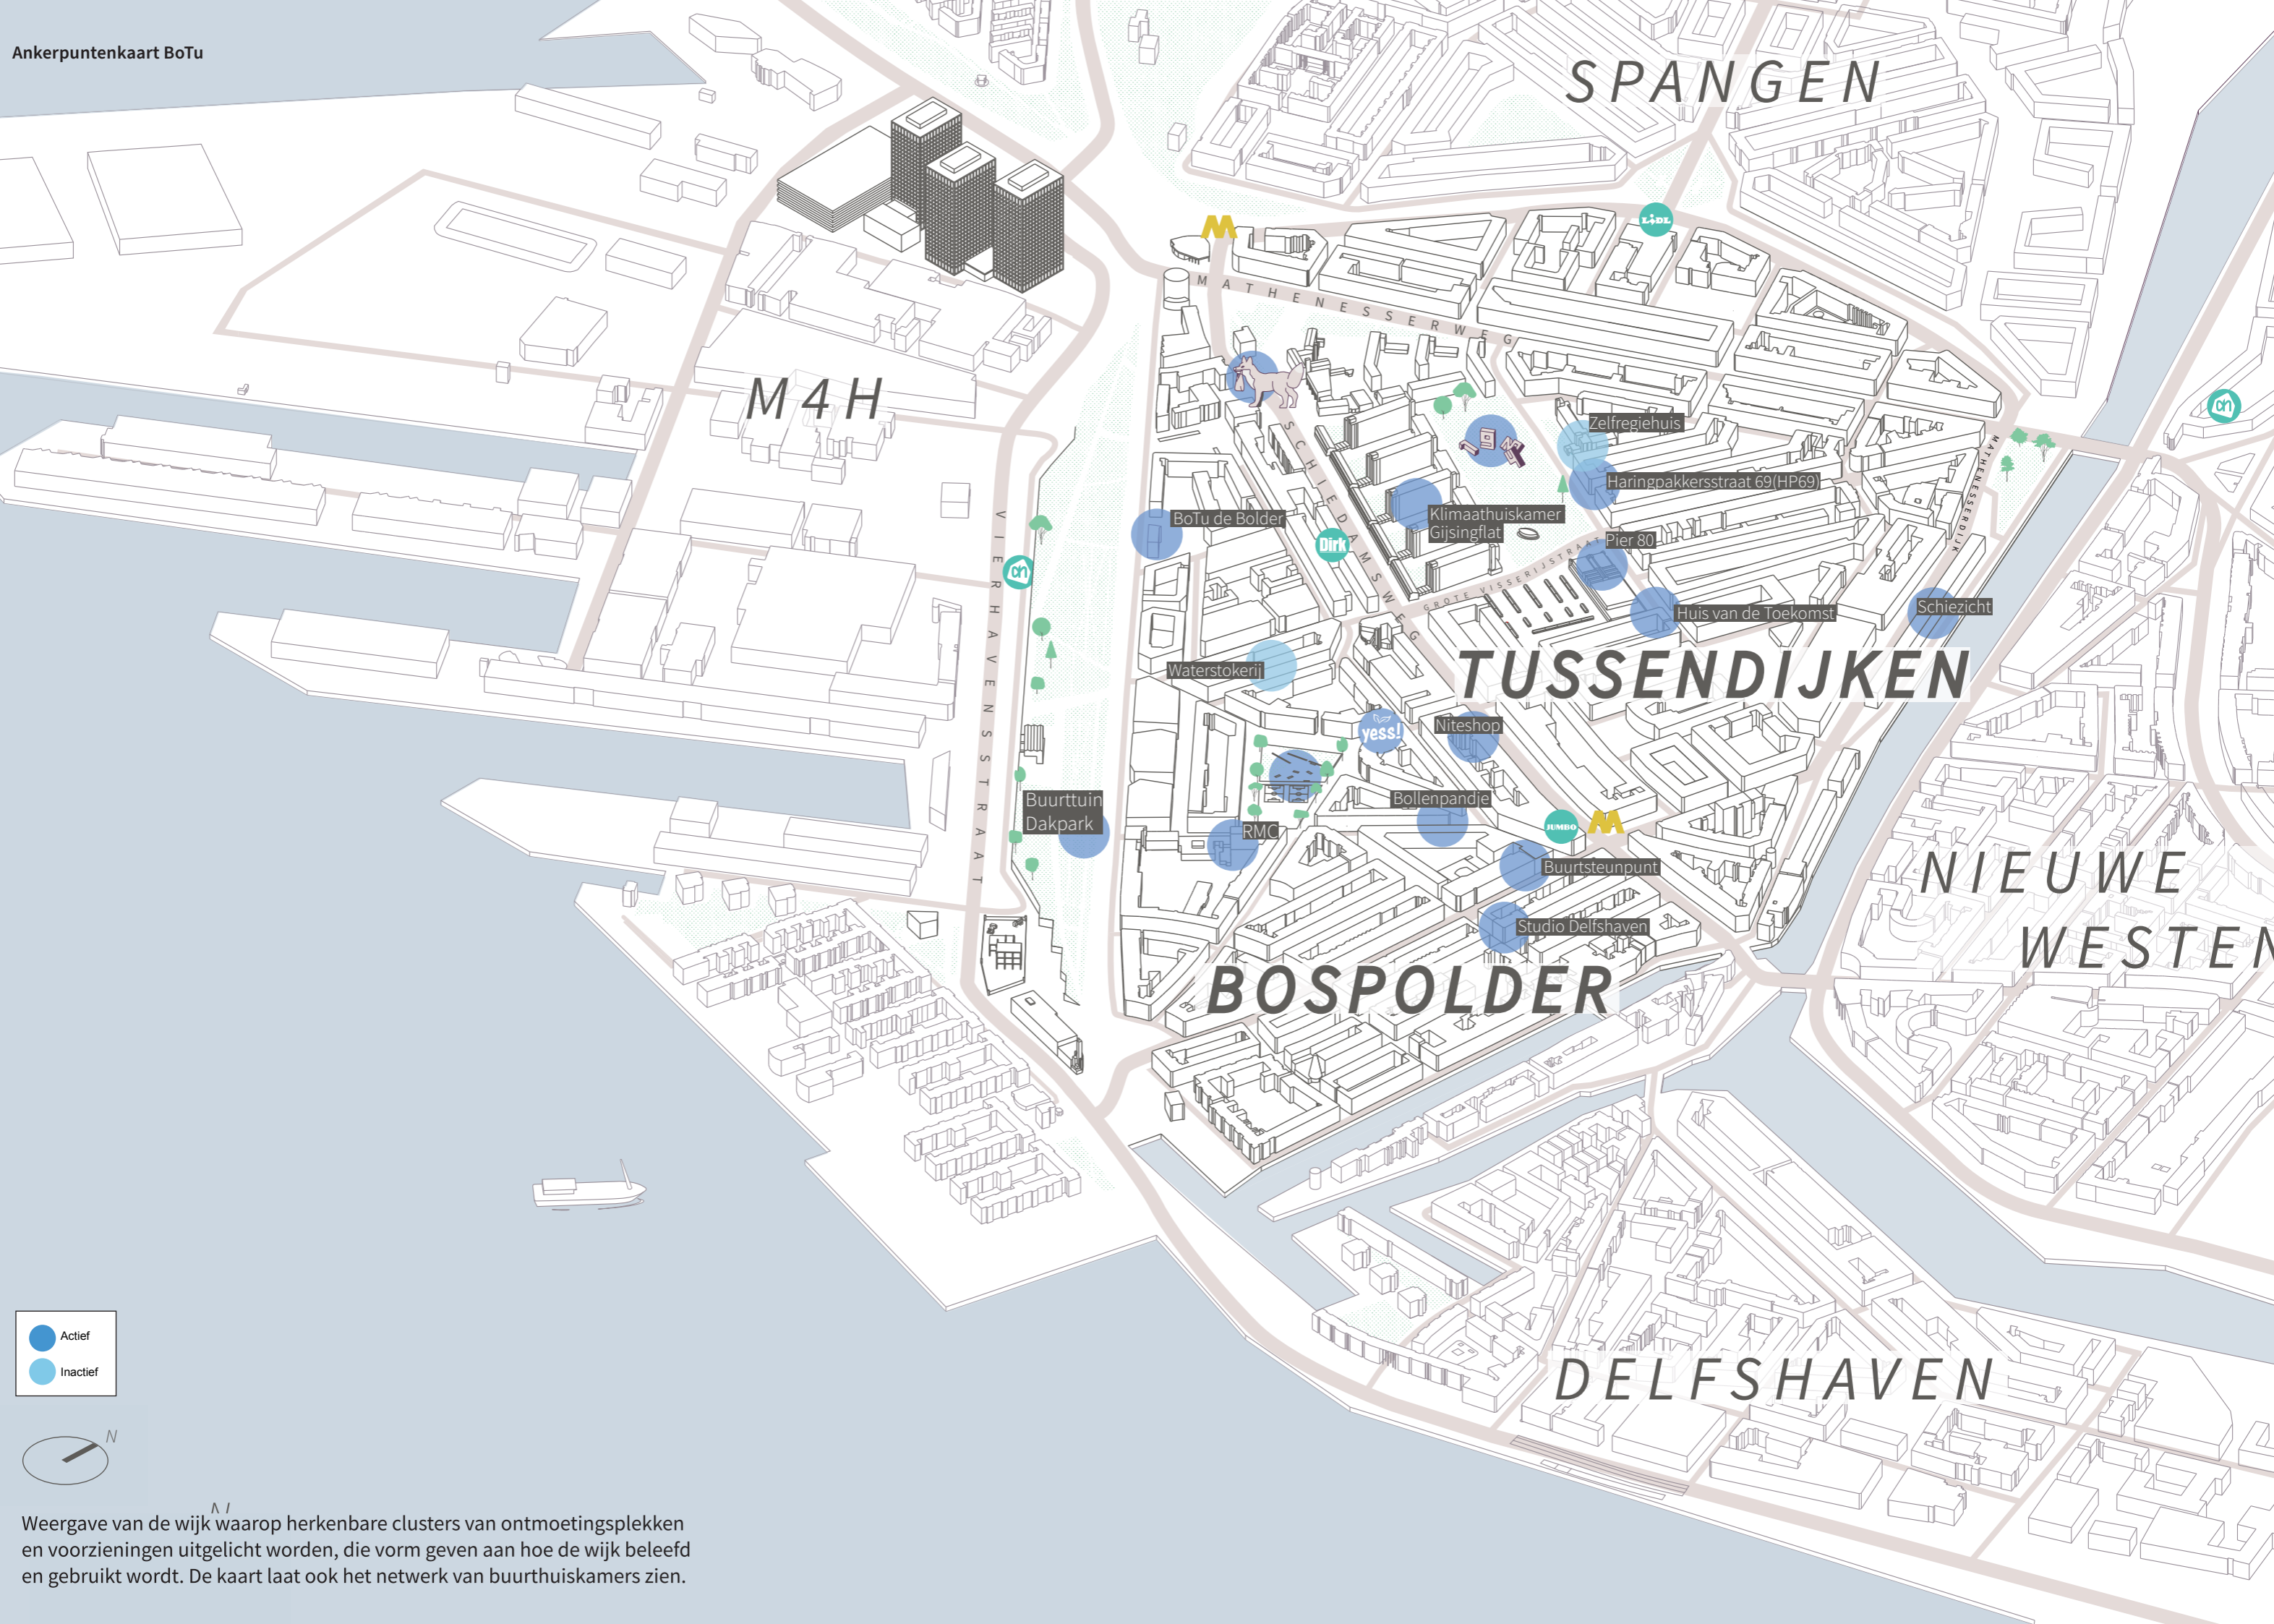 Ankerpuntenkaart BoTu
SPANGEN
LiDL
MATHENESSERWEG
M4H
Zelfregiehuis
Haringpakkersstraat 69(HP69)
MATHENESSERDIJK
SCHIEDAMSWEG
Klimaathuiskamer
Gijsingflat
BoTu de Bolder
Dirk
Pier 80
GROTE VISSERIJSTRAAT
VIERHAVENSSTRAAT
Huis van de Toekomst
Schiezicht
Waterstokerij
TUSSENDIJKEN
yess!
Niteshop
Buurttuin
Dakpark
Bollenpandje
RMC
JUMBO
Buurtsteunpunt
NIEUWE
WESTEN
Studio Delfshaven
BOSPOLDER
DELFSHAVEN
Actief
Inactief
N
N
Weergave van de wijk waarop herkenbare clusters van ontmoetingsplekken
en voorzieningen uitgelicht worden, die vorm geven aan hoe de wijk beleefd
en gebruikt wordt. De kaart laat ook het netwerk van buurthuiskamers zien.